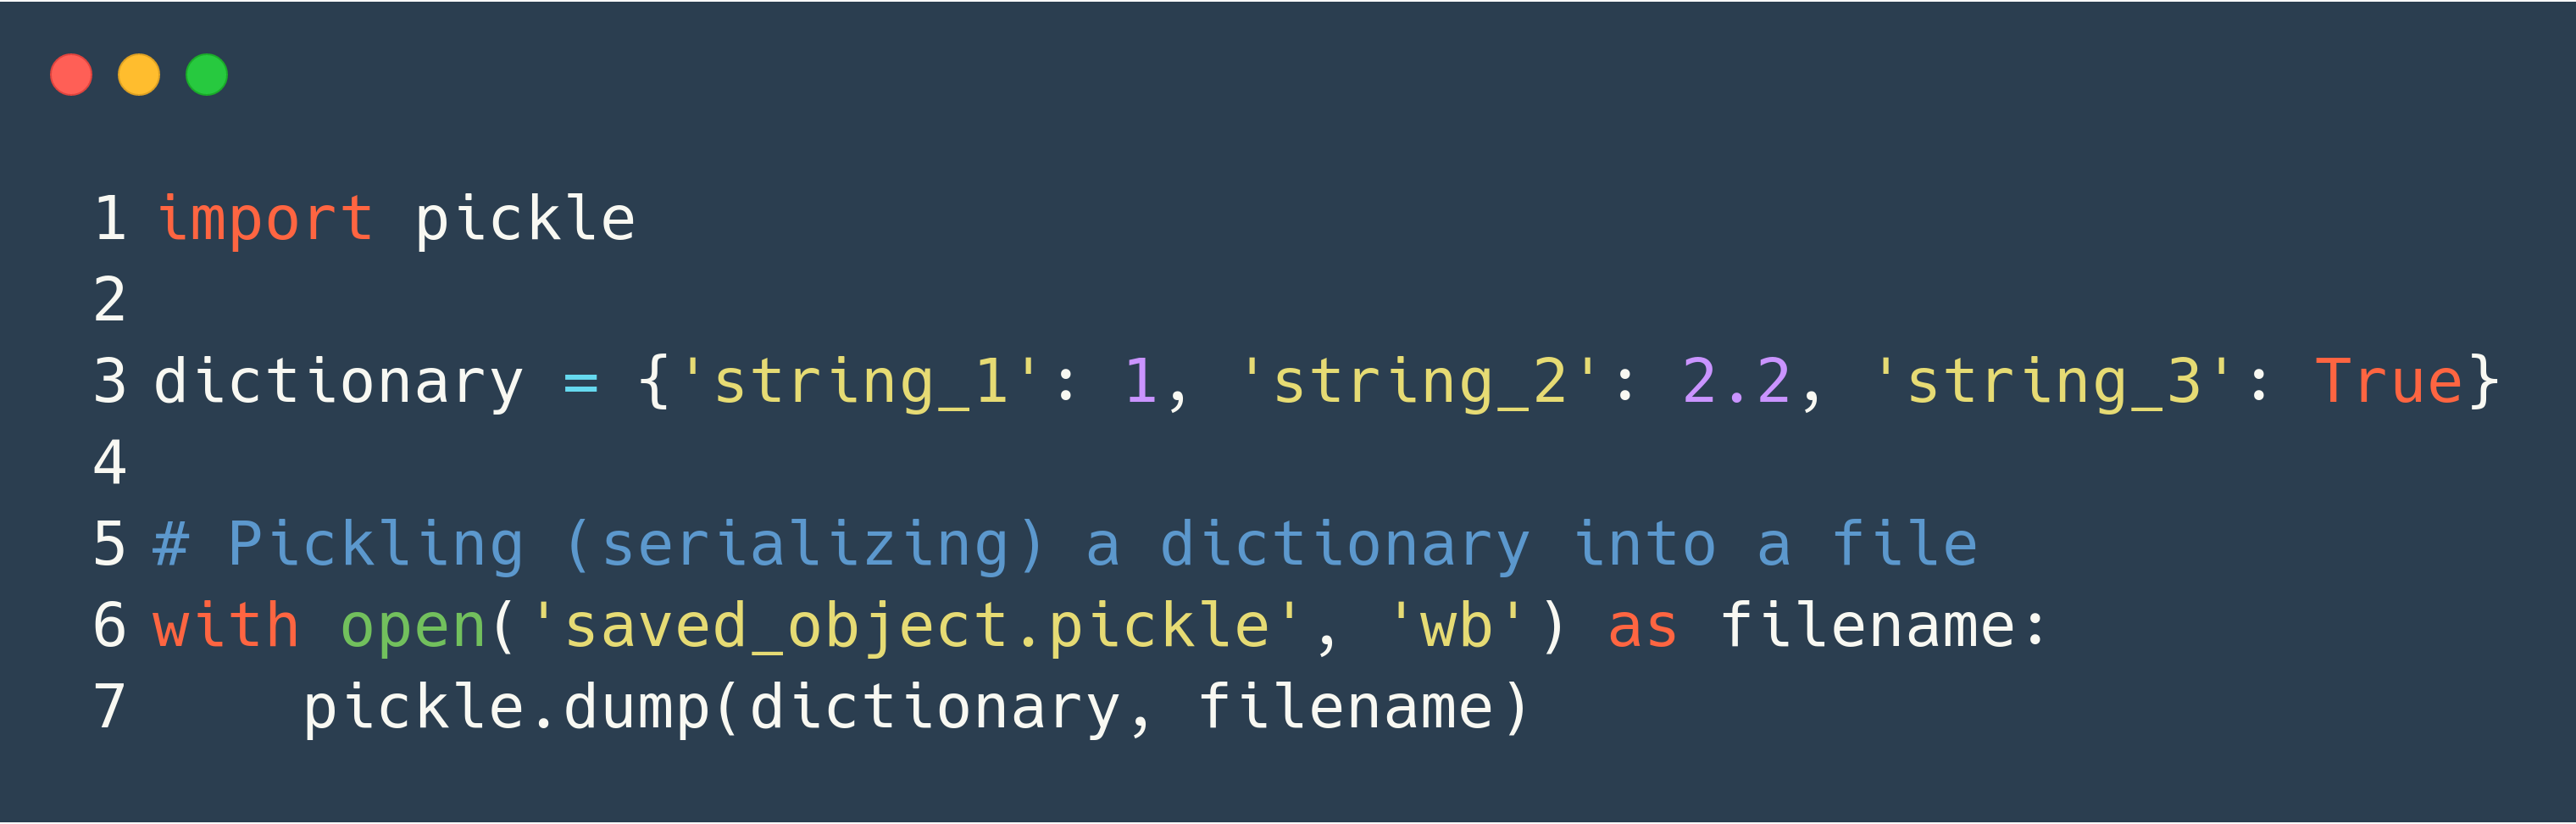 1 import pickle
2
3 dictionary = {'string_1': 1, 'string_2': 2.2, 'string_3': True}
4
5 # Pickling (serializing) a dictionary into a file
6 with open('saved_object.pickle', 'wb') as filename:
7     pickle.dump(dictionary, filename)